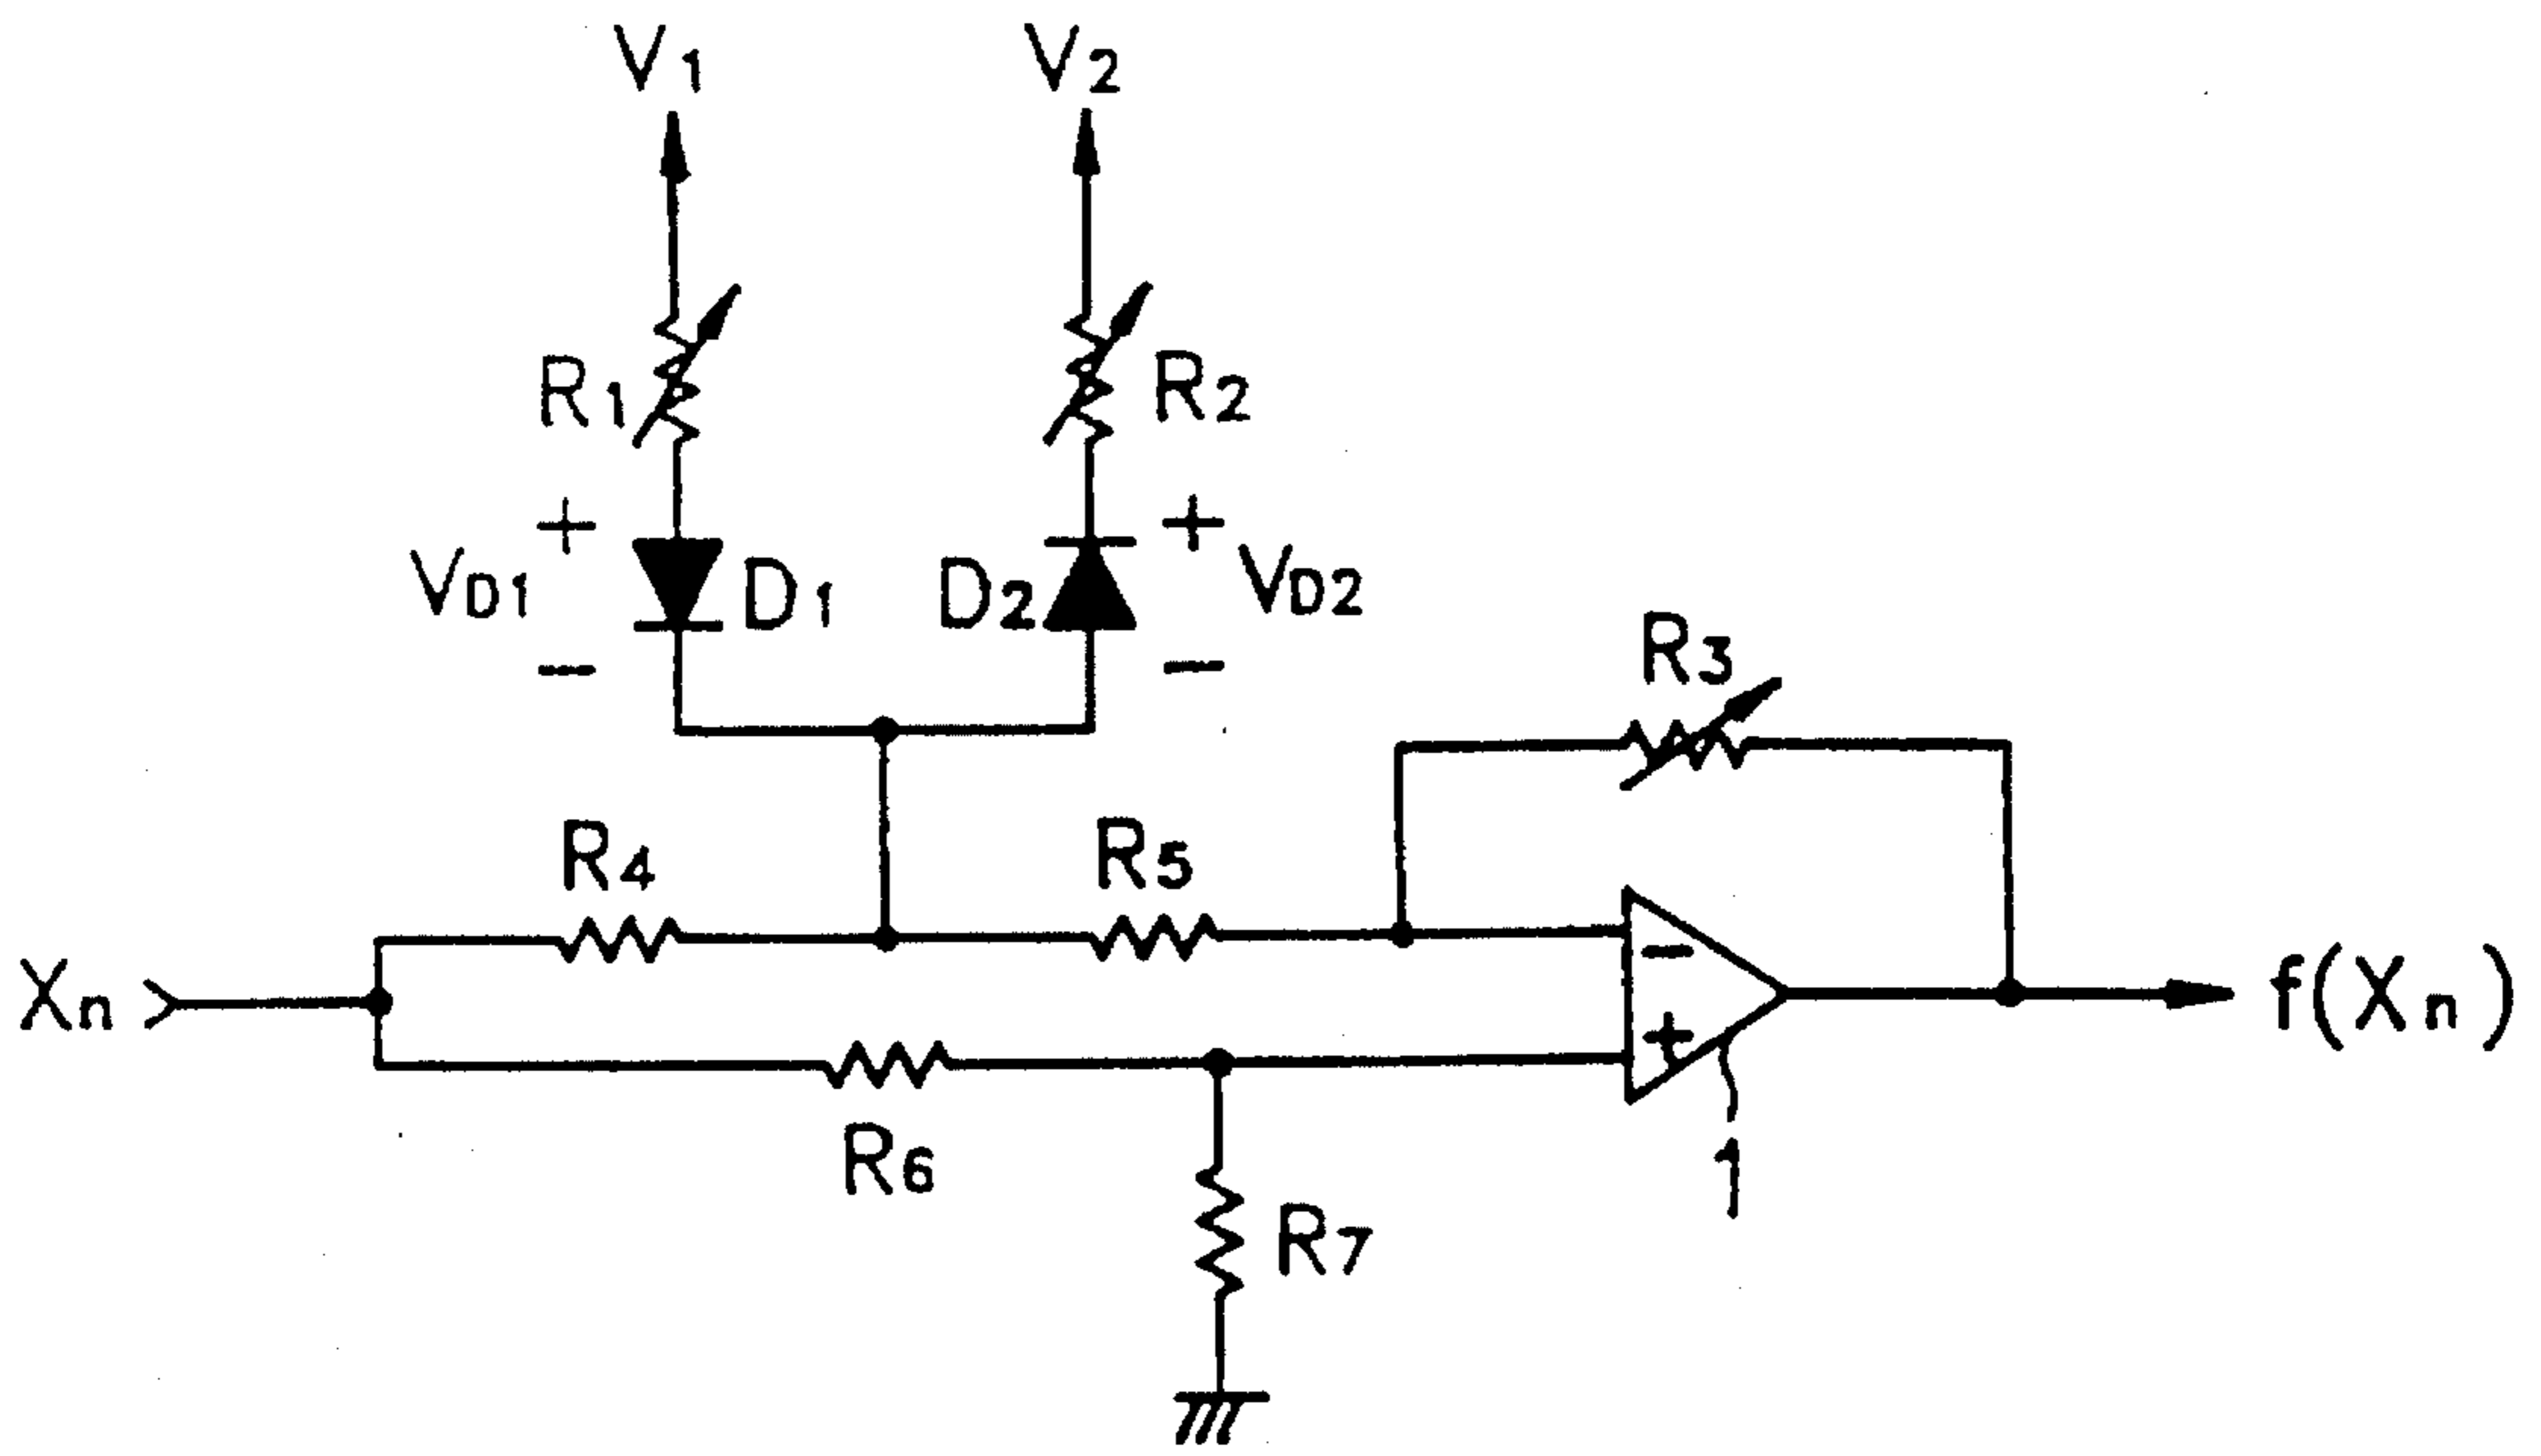 V1
V2
R1
R2
+
+
VD1
D1
D2
VD2
−
−
R3
R4
R5
Xn
−
+
f(Xn)
R6
1
R7